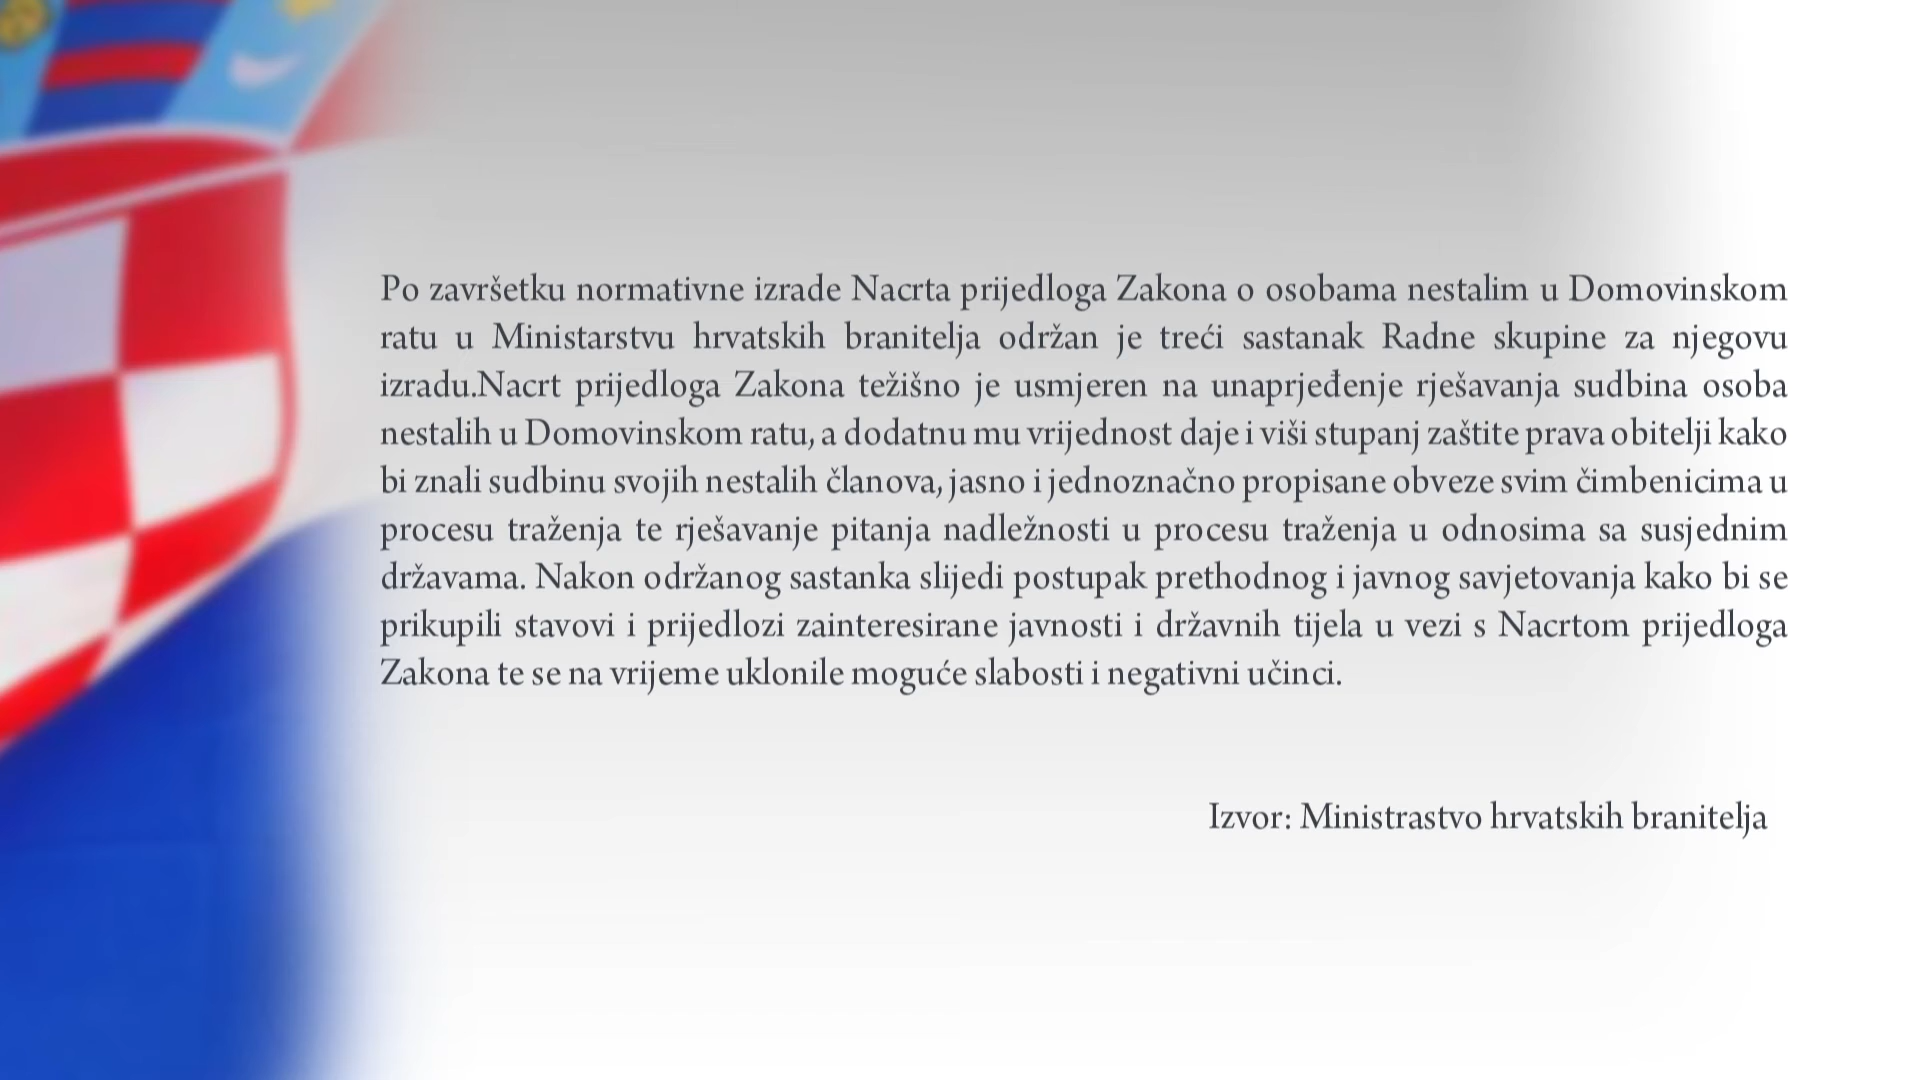 Po završetku normativne izrade Nacrta prijedloga Zakona o osobama nestalim u Domovinskom
ratu u Ministarstvu hrvatskih branitelja održan je treći sastanak Radne skupine za njegovu
izradu.Nacrt prijedloga Zakona težišno je usmjeren na unaprjeđenje rješavanja sudbina osoba
nestalih u Domovinskom ratu, a dodatnu mu vrijednost daje i viši stupanj zaštite prava obitelji kako
bi znali sudbinu svojih nestalih članova, jasno i jednoznačno propisane obveze svim čimbenicima u
procesu traženja te rješavanje pitanja nadležnosti u procesu traženja u odnosima sa susjednim
državama. Nakon održanog sastanka slijedi postupak prethodnog i javnog savjetovanja kako bi se
prikupili stavovi i prijedlozi zainteresirane javnosti i državnih tijela u vezi s Nacrtom prijedloga
Zakona te se na vrijeme uklonile moguće slabosti i negativni učinci.
Izvor: Ministrastvo hrvatskih branitelja